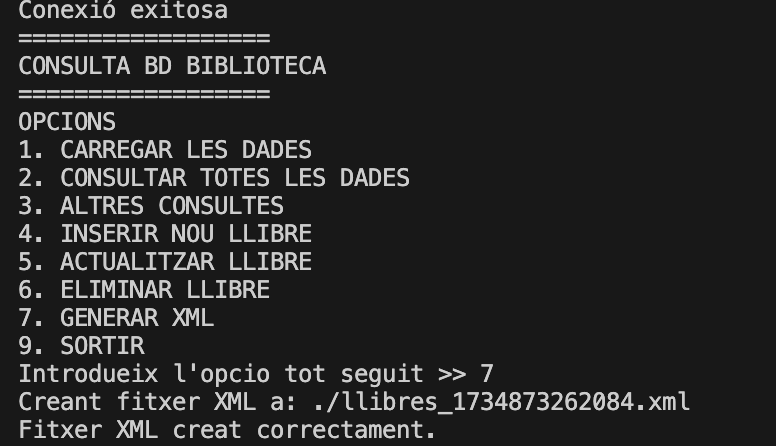 Conexió exitosa
==================
CONSULTA BD BIBLIOTECA
==================
OPCIONS
1. CARREGAR LES DADES
2. CONSULTAR TOTES LES DADES
3. ALTRES CONSULTES
4. INSERIR NOU LLIBRE
5. ACTUALITZAR LLIBRE
6. ELIMINAR LLIBRE
7. GENERAR XML
9. SORTIR
Introdueix l'opcio tot seguit >> 7
Creant fitxer XML a: ./llibres_1734873262084.xml
Fitxer XML creat correctament.